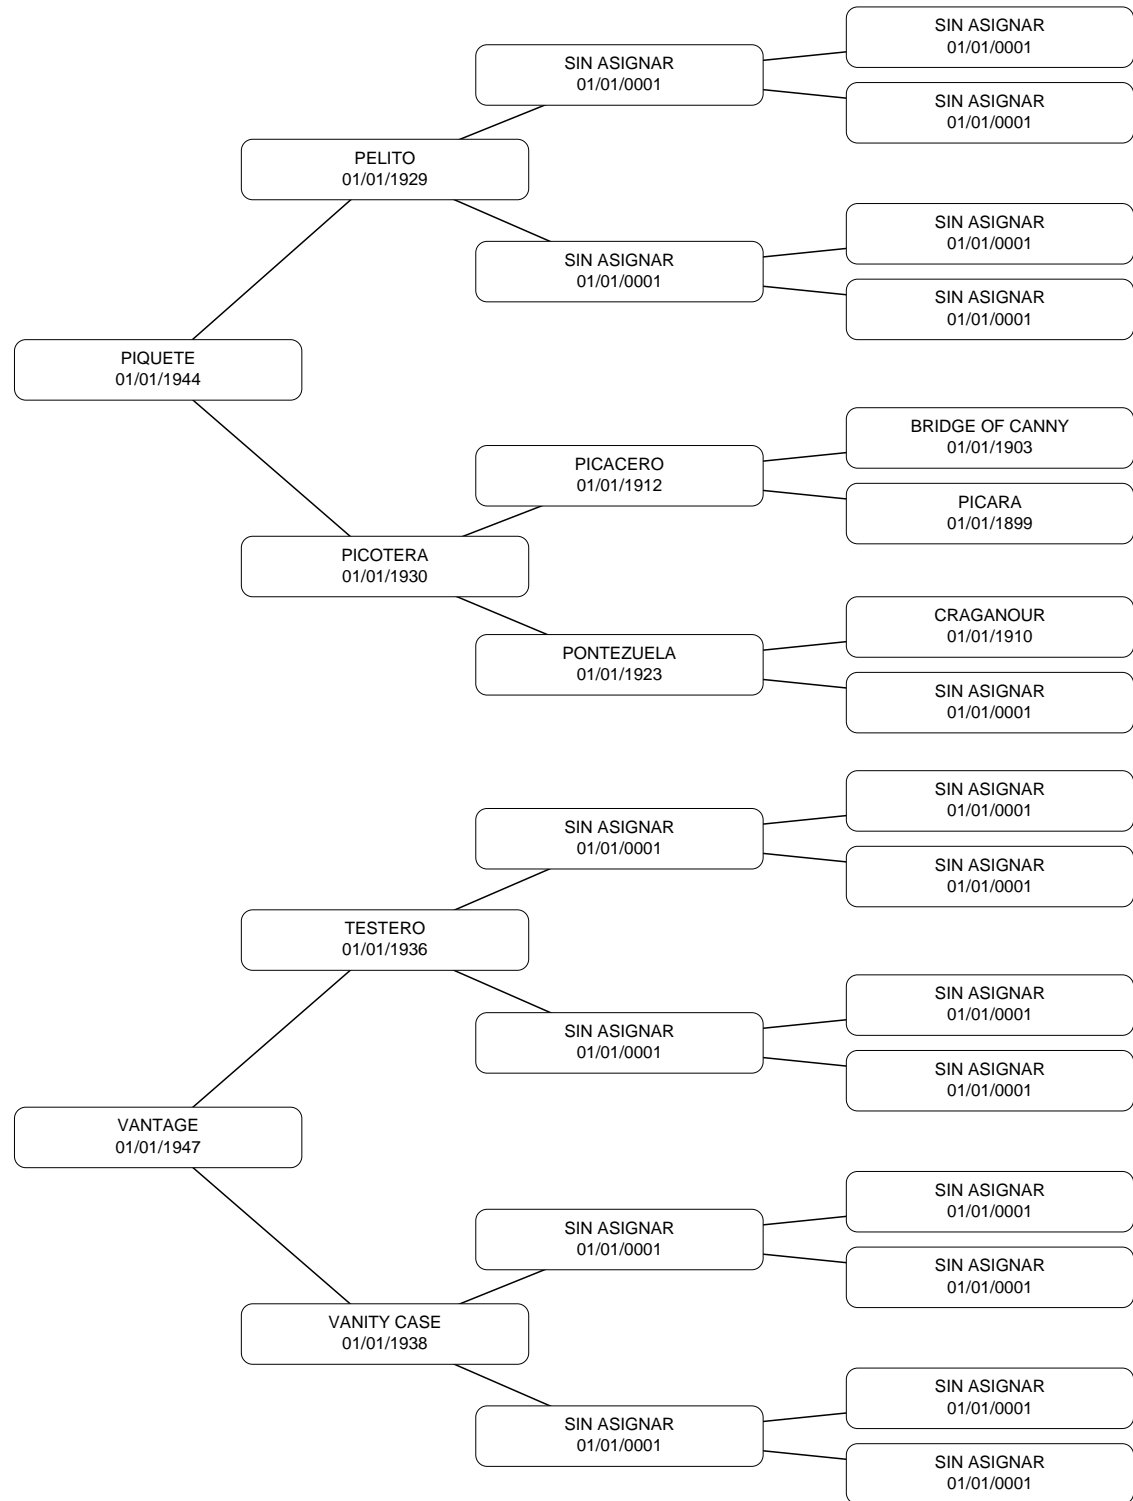 SIN ASIGNAR
01/01/0001
SIN ASIGNAR
01/01/0001
SIN ASIGNAR
01/01/0001
PELITO
01/01/1929
SIN ASIGNAR
01/01/0001
SIN ASIGNAR
01/01/0001
SIN ASIGNAR
01/01/0001
PIQUETE
01/01/1944
BRIDGE OF CANNY
01/01/1903
PICACERO
01/01/1912
PICARA
01/01/1899
PICOTERA
01/01/1930
CRAGANOUR
01/01/1910
PONTEZUELA
01/01/1923
SIN ASIGNAR
01/01/0001
SIN ASIGNAR
01/01/0001
SIN ASIGNAR
01/01/0001
SIN ASIGNAR
01/01/0001
TESTERO
01/01/1936
SIN ASIGNAR
01/01/0001
SIN ASIGNAR
01/01/0001
SIN ASIGNAR
01/01/0001
VANTAGE
01/01/1947
SIN ASIGNAR
01/01/0001
SIN ASIGNAR
01/01/0001
SIN ASIGNAR
01/01/0001
VANITY CASE
01/01/1938
SIN ASIGNAR
01/01/0001
SIN ASIGNAR
01/01/0001
SIN ASIGNAR
01/01/0001